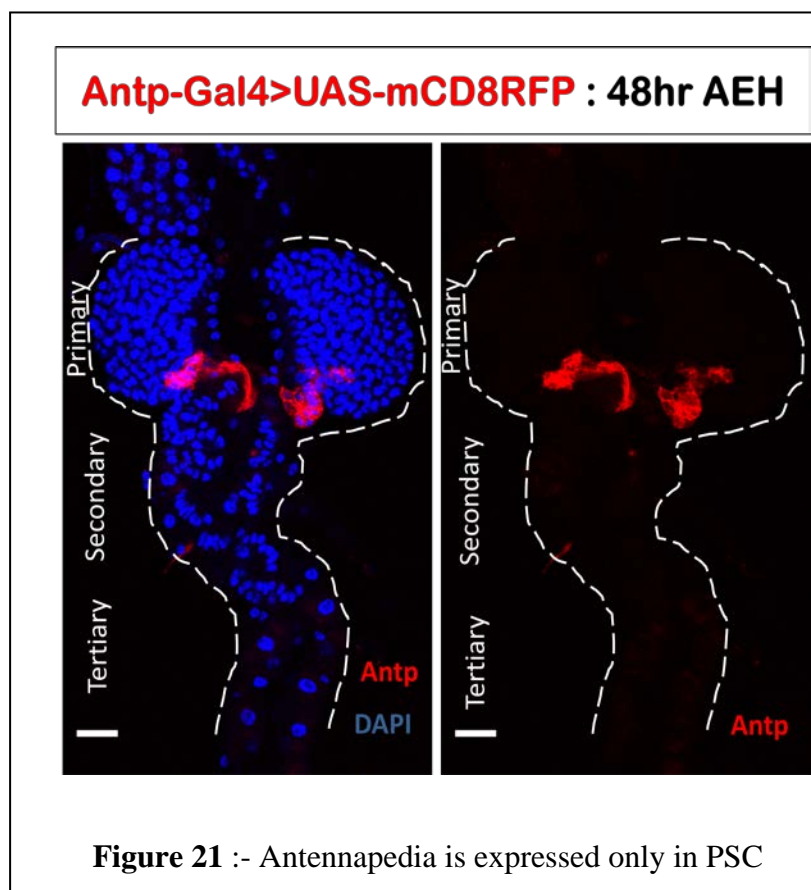 Antp-Gal4>UAS-mCD8RFP : 48hr AEH
Primary
Secondary
Tertiary
Antp
DAPI
Primary
Secondary
Tertiary
Antp
Figure 21 :- Antennapedia is expressed only in PSC